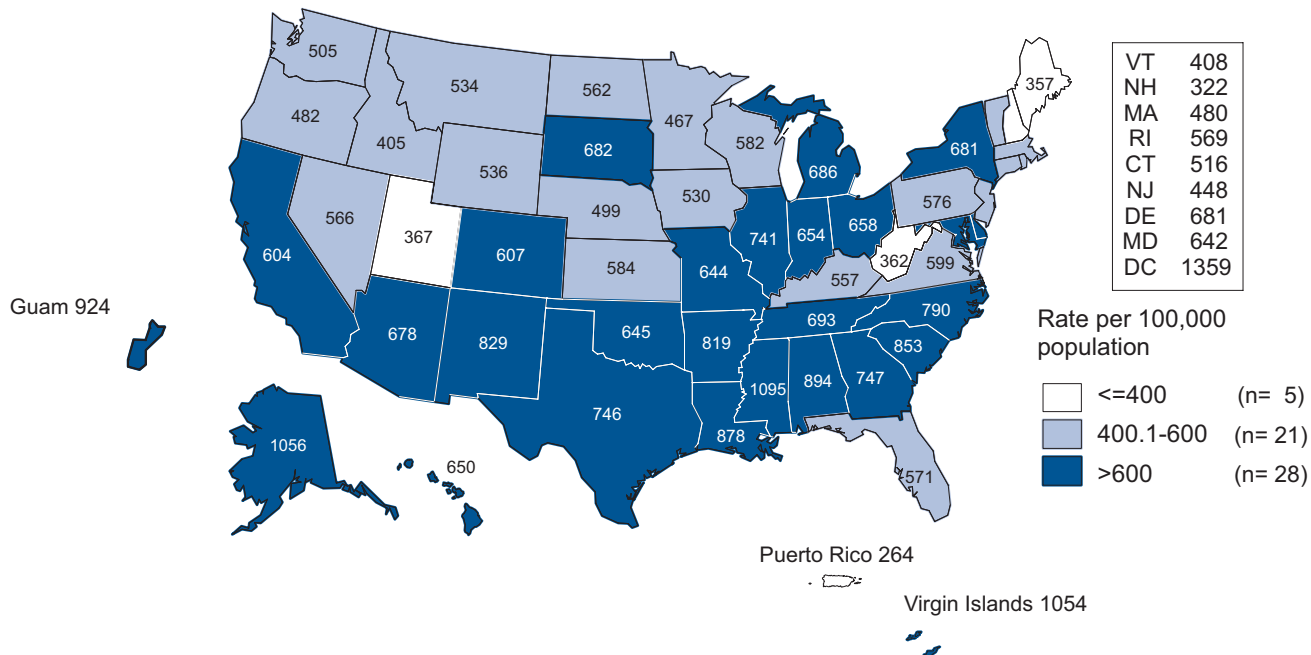 505
534
562
467
357
482
405
536
682
582
686
681
576
566
367
499
530
604
607
584
644
741
654
658
362
599
557
678
829
645
819
693
790
853
746
878
1095
894
747
571
1056
650
Guam 924
Puerto Rico 264
Virgin Islands 1054
VT 408
NH 322
MA 480
RI 569
CT 516
NJ 448
DE 681
MD 642
DC 1359
Rate per 100,000
population
<=400 (n= 5)
400.1-600 (n= 21)
>600 (n= 28)